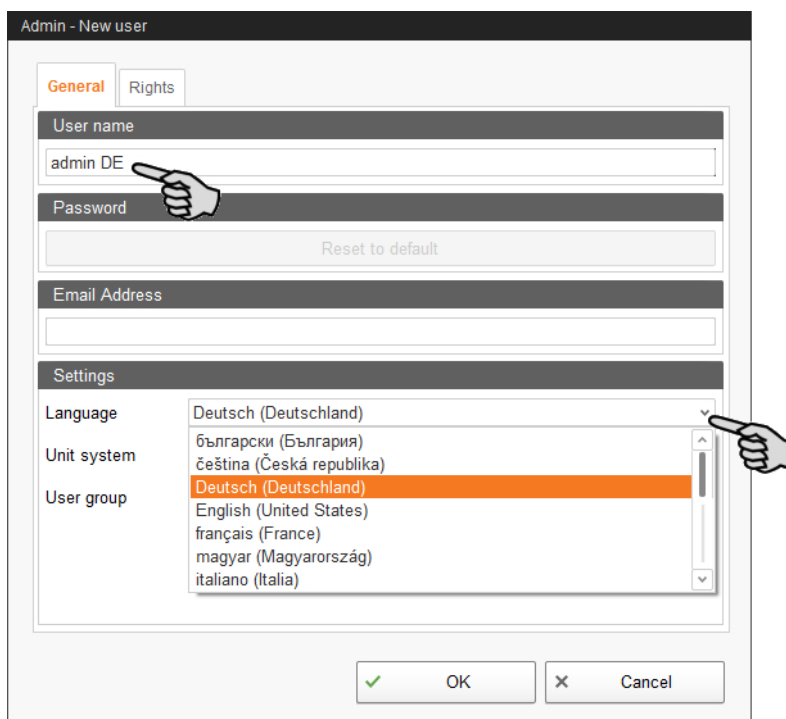 Admin - New user
General Rights
User name
admin DE
Password
Reset to default
Email Address
Settings
Language Deutsch (Deutschland)
български (България)
Unit system
čeština (Česká republika)
Deutsch (Deutschland)
User group
English (United States)
français (France)
magyar (Magyarország)
italiano (Italia)
OK Cancel